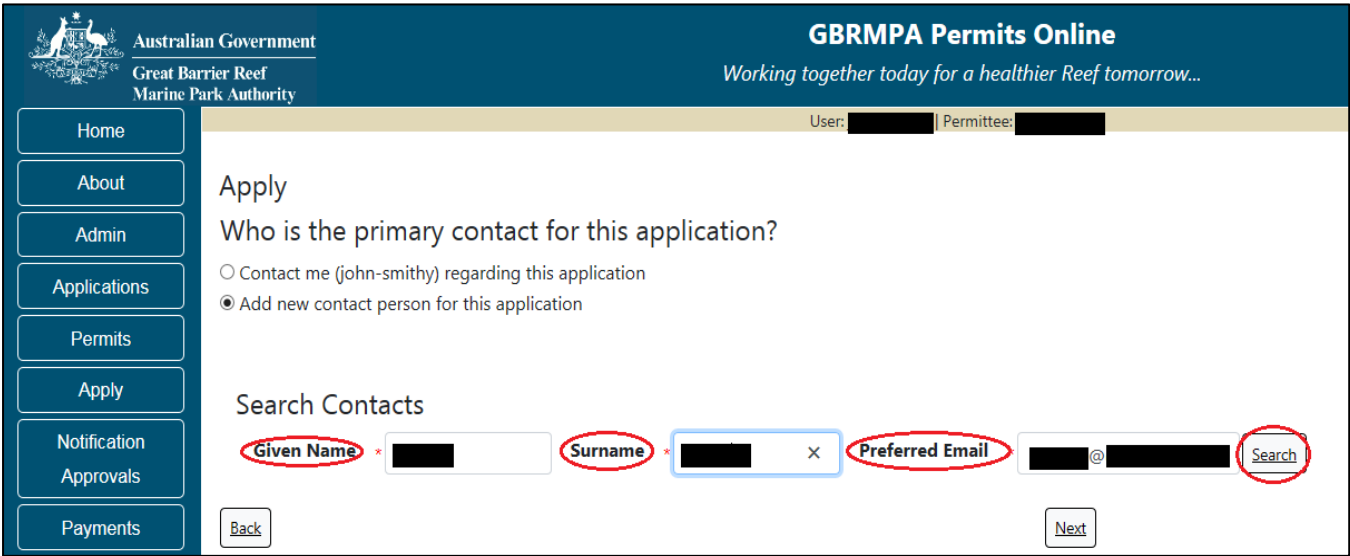 Australian Government
Great Barrier Reef
Marine Park Authority
GBRMPA Permits Online
Working together today for a healthier Reef tomorrow...
Home
About
Admin
Applications
Permits
Apply
Notification
Approvals
Payments
User: | Permittee:
Apply
Who is the primary contact for this application?
Contact me (john-smithy) regarding this application
Add new contact person for this application
Search Contacts
Given Name * Surname * × Preferred Email * @ Search
Back Next